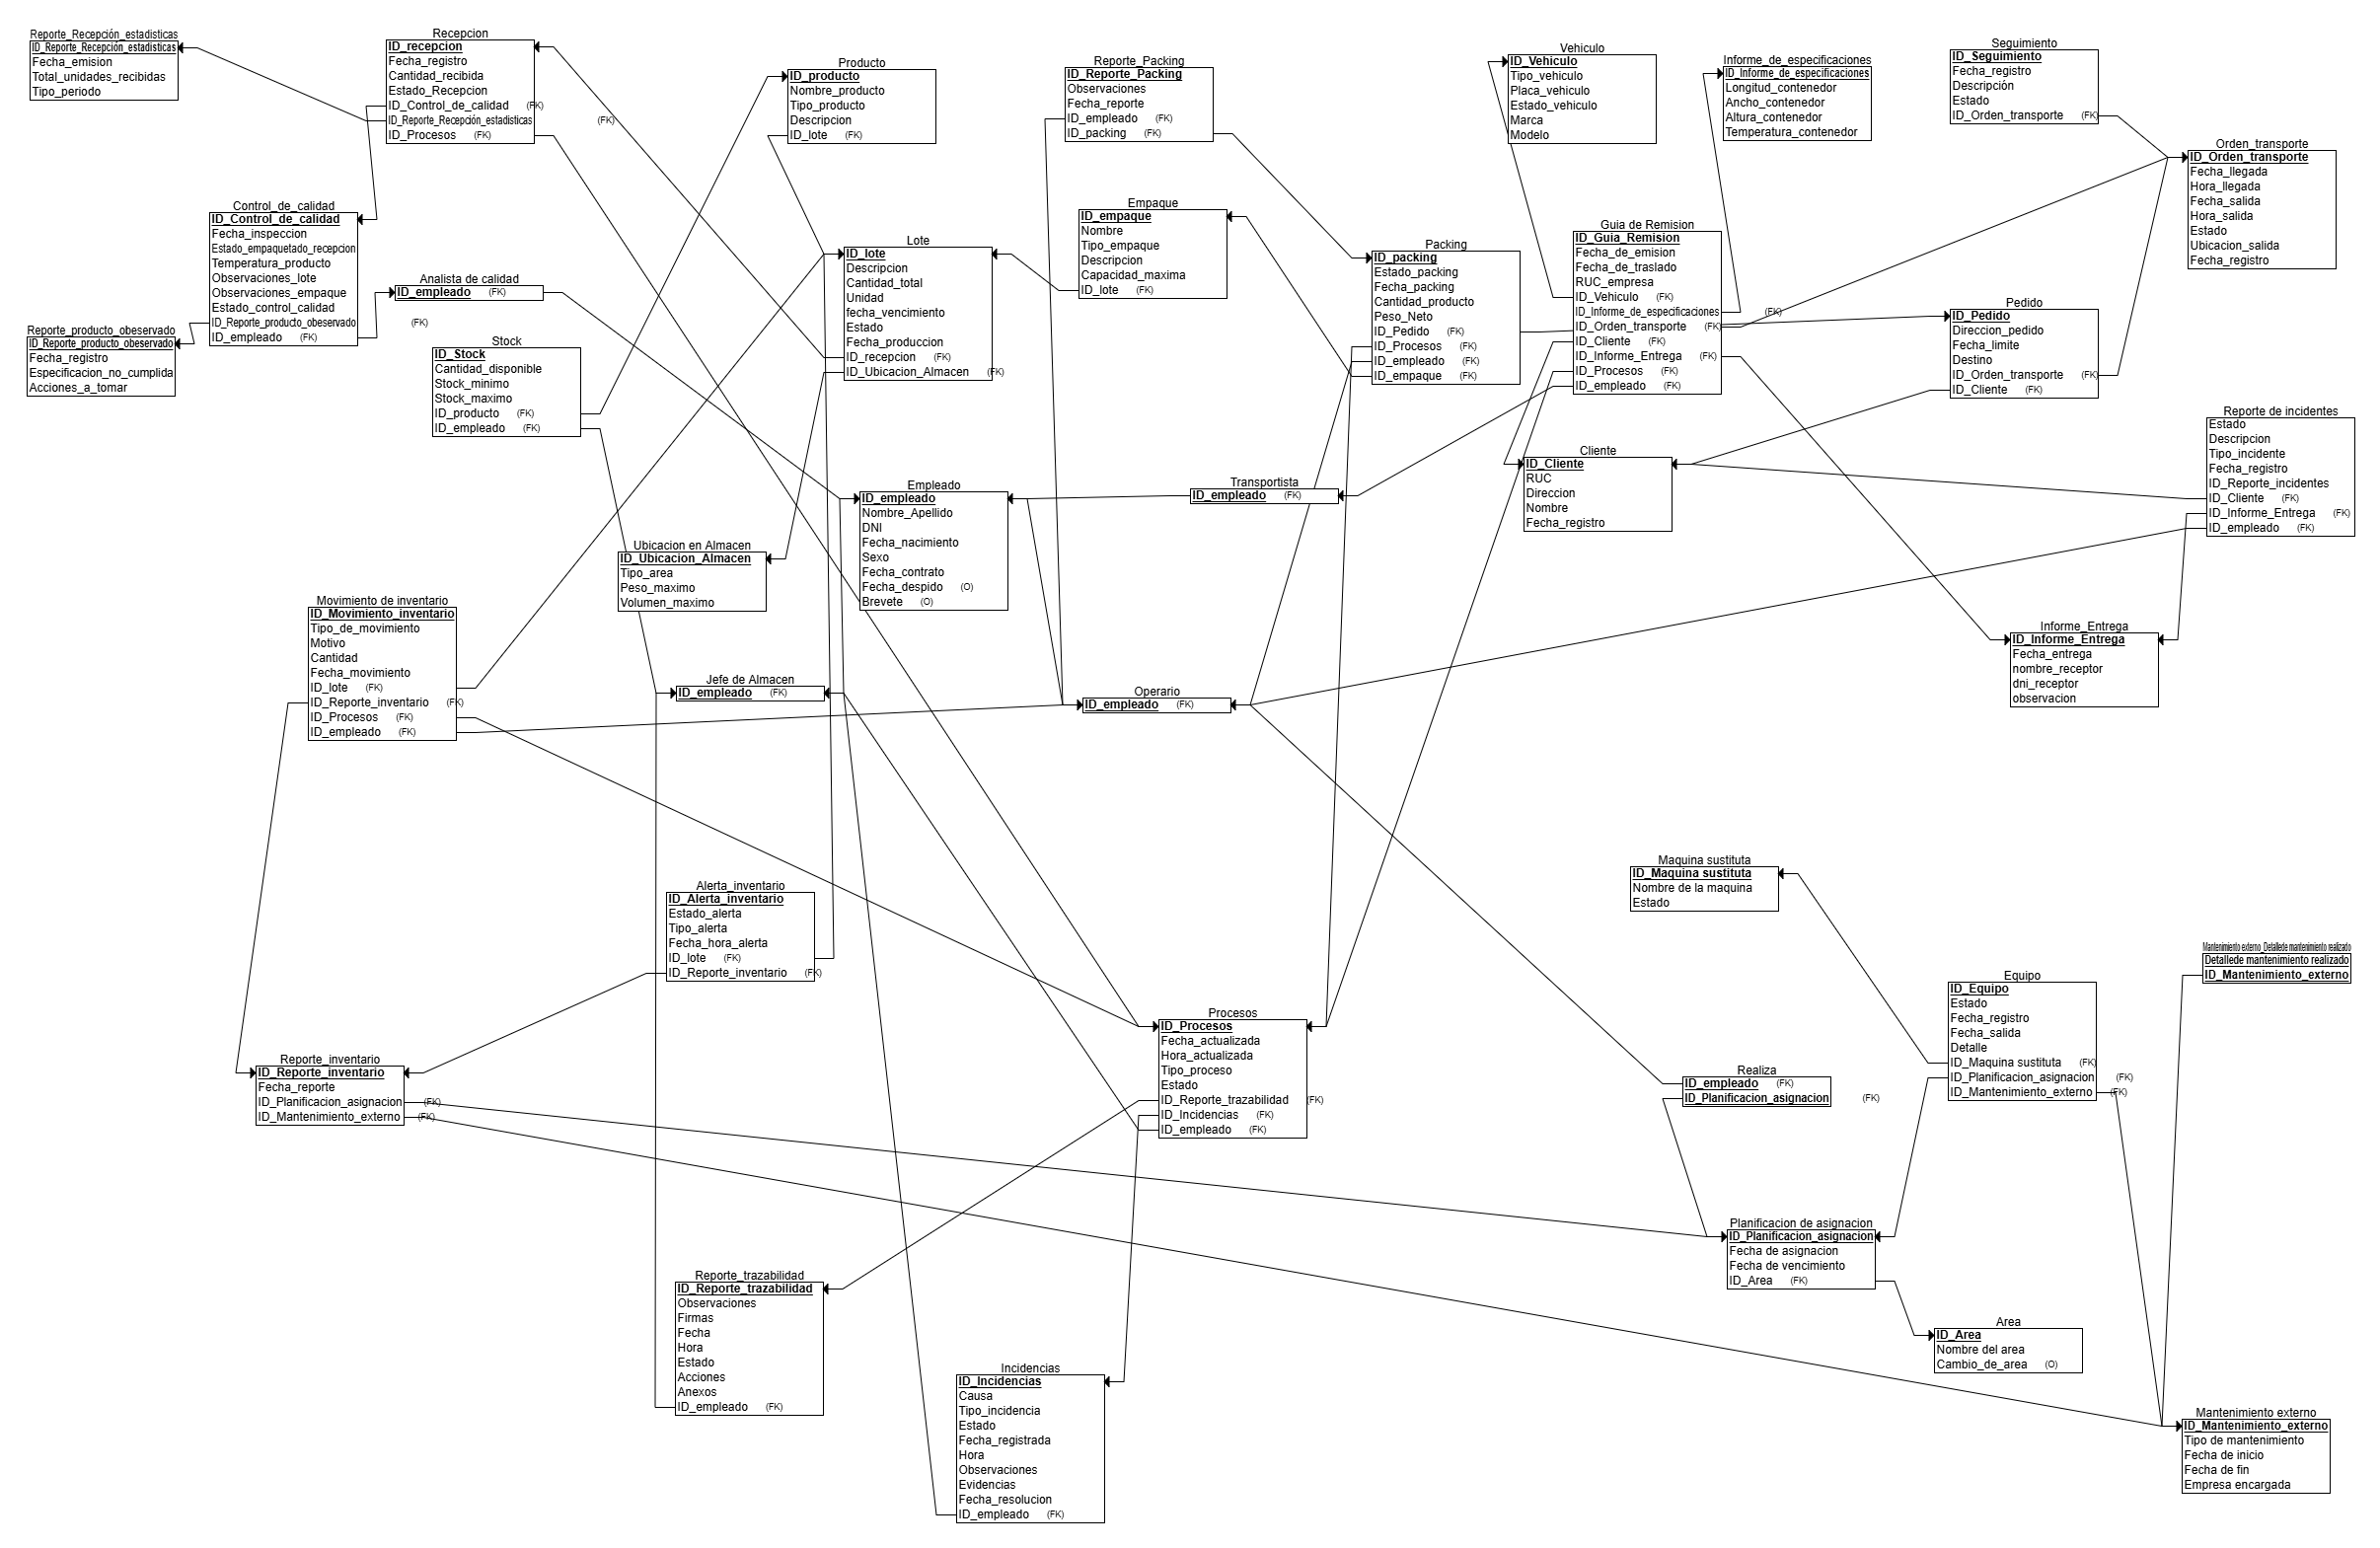 Reporte_Recepción_estadisticas
ID_Reporte_Recepción_estadisticas
Fecha_emision
Total_unidades_recibidas
Tipo_periodo
Recepcion
ID_recepcion
Fecha_registro
Cantidad_recibida
Estado_Recepcion
ID_Control_de_calidad (FK)
ID_Reporte_Recepción_estadisticas (FK)
ID_Procesos (FK)
Producto
ID_producto
Nombre_producto
Tipo_producto
Descripcion
ID_lote (FK)
Reporte_Packing
ID_Reporte_Packing
Observaciones
Fecha_reporte
ID_empleado (FK)
ID_packing (FK)
Vehiculo
ID_Vehiculo
Tipo_vehiculo
Placa_vehiculo
Estado_vehiculo
Marca
Modelo
Informe_de_especificaciones
ID_Informe_de_especificaciones
Longitud_contenedor
Ancho_contenedor
Altura_contenedor
Temperatura_contenedor
Seguimiento
ID_Seguimiento
Fecha_registro
Descripción
Estado
ID_Orden_transporte (FK)
Orden_transporte
ID_Orden_transporte
Fecha_llegada
Hora_llegada
Fecha_salida
Hora_salida
Estado
Ubicacion_salida
Fecha_registro
Control_de_calidad
ID_Control_de_calidad
Fecha_inspeccion
Estado_empaquetado_recepcion
Temperatura_producto
Observaciones_lote
Observaciones_empaque
Estado_control_calidad
ID_Reporte_producto_obeservado (FK)
ID_empleado (FK)
Analista de calidad
ID_empleado (FK)
Lote
ID_lote
Descripcion
Cantidad_total
Unidad
fecha_vencimiento
Estado
Fecha_produccion
ID_recepcion (FK)
ID_Ubicacion_Almacen (FK)
Empaque
ID_empaque
Nombre
Tipo_empaque
Descripcion
Capacidad_maxima
ID_lote (FK)
Packing
ID_packing
Estado_packing
Fecha_packing
Cantidad_producto
Peso_Neto
ID_Pedido (FK)
ID_Procesos (FK)
ID_empleado (FK)
ID_empaque (FK)
Guia de Remision
ID_Guia_Remision
Fecha_de_emision
Fecha_de_traslado
RUC_empresa
ID_Vehiculo (FK)
ID_Informe_de_especificaciones (FK)
ID_Orden_transporte (FK)
ID_Cliente (FK)
ID_Informe_Entrega (FK)
ID_Procesos (FK)
ID_empleado (FK)
Pedido
ID_Pedido
Direccion_pedido
Fecha_limite
Destino
ID_Orden_transporte (FK)
ID_Cliente (FK)
Reporte_producto_obeservado
ID_Reporte_producto_obeservado
Fecha_registro
Especificacion_no_cumplida
Acciones_a_tomar
Stock
ID_Stock
Cantidad_disponible
Stock_minimo
Stock_maximo
ID_producto (FK)
ID_empleado (FK)
Reporte de incidentes
Estado
Descripcion
Tipo_incidente
Fecha_registro
ID_Reporte_incidentes
ID_Cliente (FK)
ID_Informe_Entrega (FK)
ID_empleado (FK)
Cliente
ID_Cliente
RUC
Direccion
Nombre
Fecha_registro
Transportista
ID_empleado (FK)
Empleado
ID_empleado
Nombre_Apellido
DNI
Fecha_nacimiento
Sexo
Fecha_contrato
Fecha_despido (O)
Brevete (O)
Ubicacion en Almacen
ID_Ubicacion_Almacen
Tipo_area
Peso_maximo
Volumen_maximo
Movimiento de inventario
ID_Movimiento_inventario
Tipo_de_movimiento
Motivo
Cantidad
Fecha_movimiento
ID_lote (FK)
ID_Reporte_inventario (FK)
ID_Procesos (FK)
ID_empleado (FK)
Jefe de Almacen
ID_empleado (FK)
Operario
ID_empleado (FK)
Informe_Entrega
ID_Informe_Entrega
Fecha_entrega
nombre_receptor
dni_receptor
observacion
Maquina sustituta
ID_Maquina sustituta
Nombre de la maquina
Estado
Alerta_inventario
ID_Alerta_inventario
Estado_alerta
Tipo_alerta
Fecha_hora_alerta
ID_lote (FK)
ID_Reporte_inventario (FK)
Mantenimiento externo_Detallede mantenimiento realizado
Detallede mantenimiento realizado
ID_Mantenimiento_externo
Equipo
ID_Equipo
Estado
Fecha_registro
Fecha_salida
Detalle
ID_Maquina sustituta (FK)
ID_Planificacion_asignacion (FK)
ID_Mantenimiento_externo (FK)
Procesos
ID_Procesos
Fecha_actualizada
Hora_actualizada
Tipo_proceso
Estado
ID_Reporte_trazabilidad (FK)
ID_Incidencias (FK)
ID_empleado (FK)
Reporte_inventario
ID_Reporte_inventario
Fecha_reporte
ID_Planificacion_asignacion (FK)
ID_Mantenimiento_externo (FK)
Realiza
ID_empleado (FK)
ID_Planificacion_asignacion (FK)
Planificacion de asignacion
ID_Planificacion_asignacion
Fecha de asignacion
Fecha de vencimiento
ID_Area (FK)
Reporte_trazabilidad
ID_Reporte_trazabilidad
Observaciones
Firmas
Fecha
Hora
Estado
Acciones
Anexos
ID_empleado (FK)
Area
ID_Area
Nombre del area
Cambio_de_area (O)
Incidencias
ID_Incidencias
Causa
Tipo_incidencia
Estado
Fecha_registrada
Hora
Observaciones
Evidencias
Fecha_resolucion
ID_empleado (FK)
Mantenimiento externo
ID_Mantenimiento_externo
Tipo de mantenimiento
Fecha de inicio
Fecha de fin
Empresa encargada